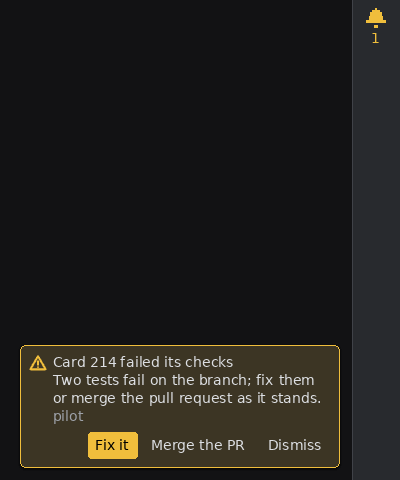 1
Card 214 failed its checks
Two tests fail on the branch; fix them
or merge the pull request as it stands.
pilot
Fix it Merge the PR Dismiss